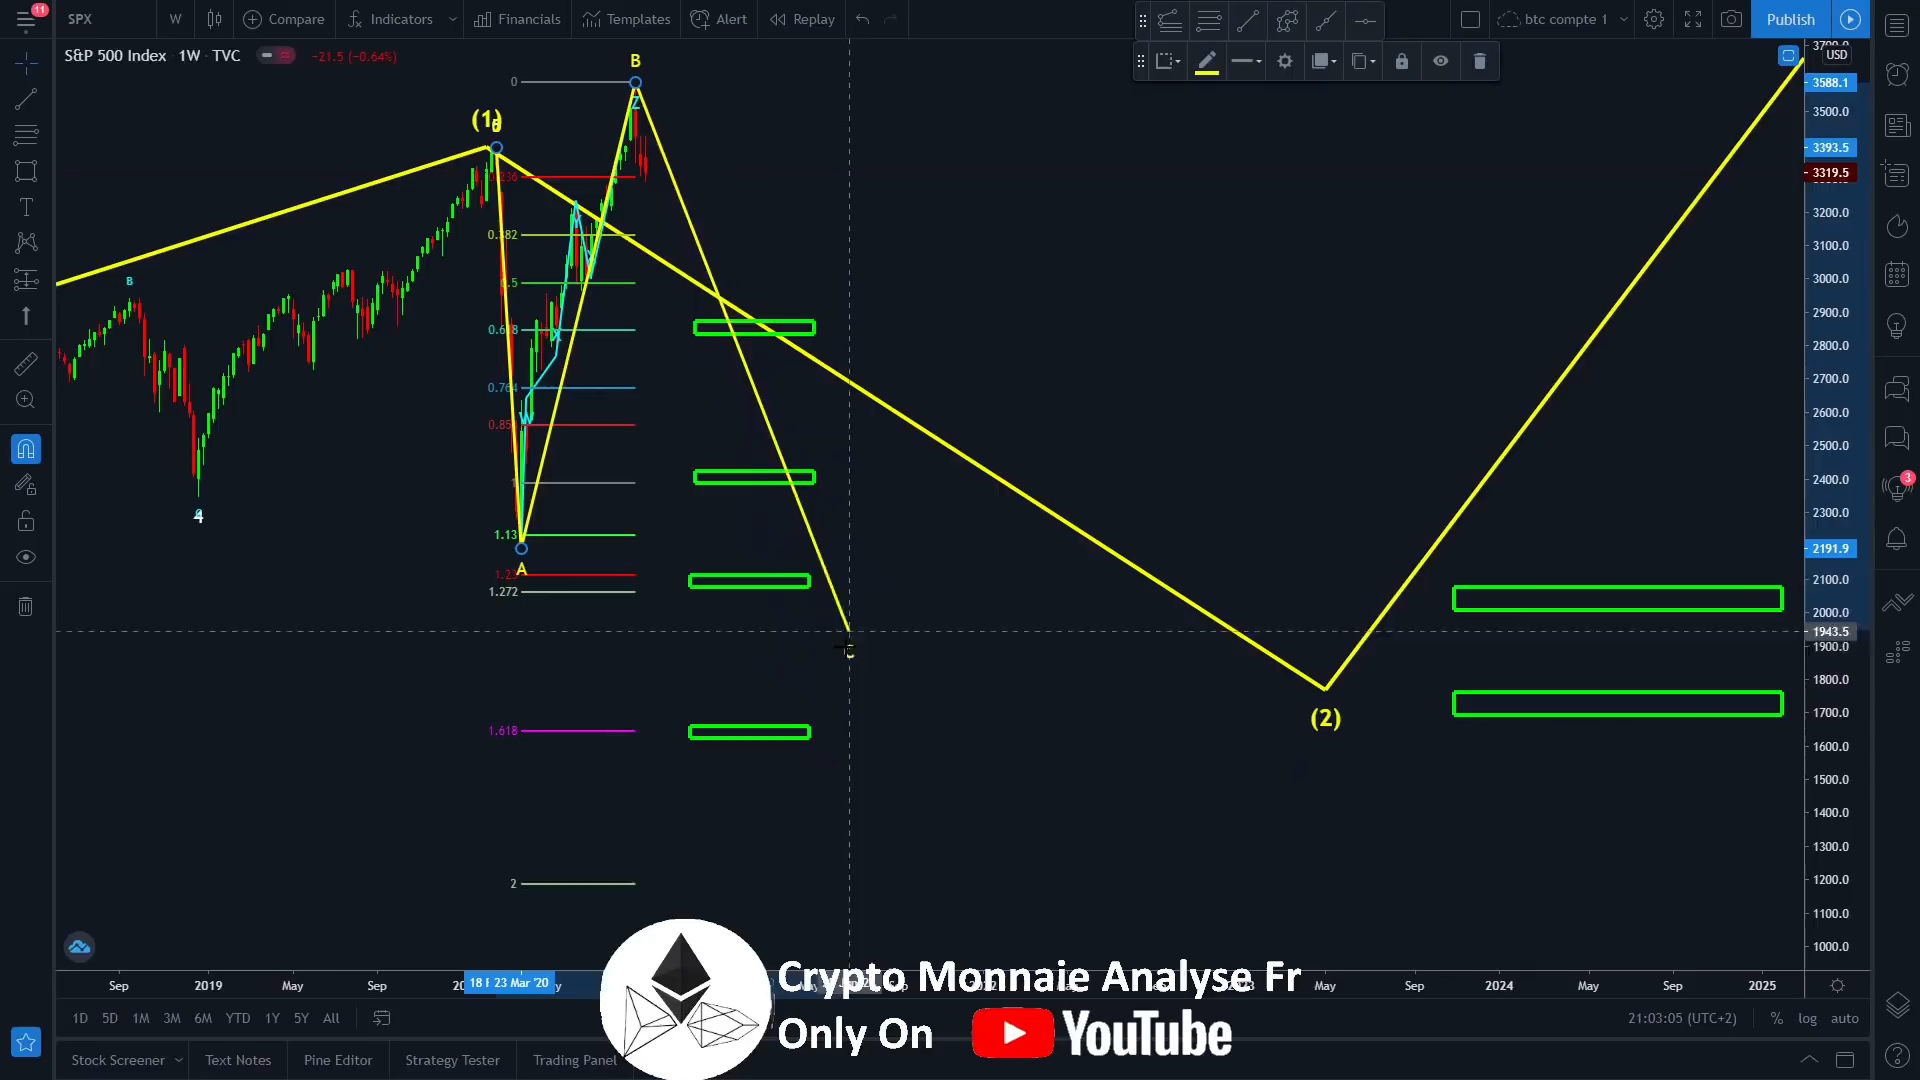 11
SPX
W
Compare
Indicators
Financials
Templates
Alert
Replay
btc compte 1
Publish
S&P 500 Index · 1W · TVC
−21.5 (−0.64%)
USD
3588.1
3500.0
3393.5
3319.5
3200.0
3100.0
3000.0
2900.0
2800.0
2700.0
2600.0
2500.0
2400.0
2300.0
2191.9
2100.0
2000.0
1943.5
1900.0
1800.0
1700.0
1600.0
1500.0
1400.0
1300.0
1200.0
1100.0
1000.0
B
0
Z
(1)
0.236
0.382
0.5
0.618
0.764
1
1.13
A
1.272
1.618
2
B
4
W
X
Y
C
(2)
3
Sep
2019
May
Sep
23 Mar '20
2023
May
Sep
2024
May
Sep
2025
1D
5D
1M
3M
6M
YTD
1Y
5Y
All
21:03:05 (UTC+2)
%
log
auto
Stock Screener
Text Notes
Pine Editor
Strategy Tester
Trading Panel
Crypto Monnaie Analyse Fr
Only On YouTube